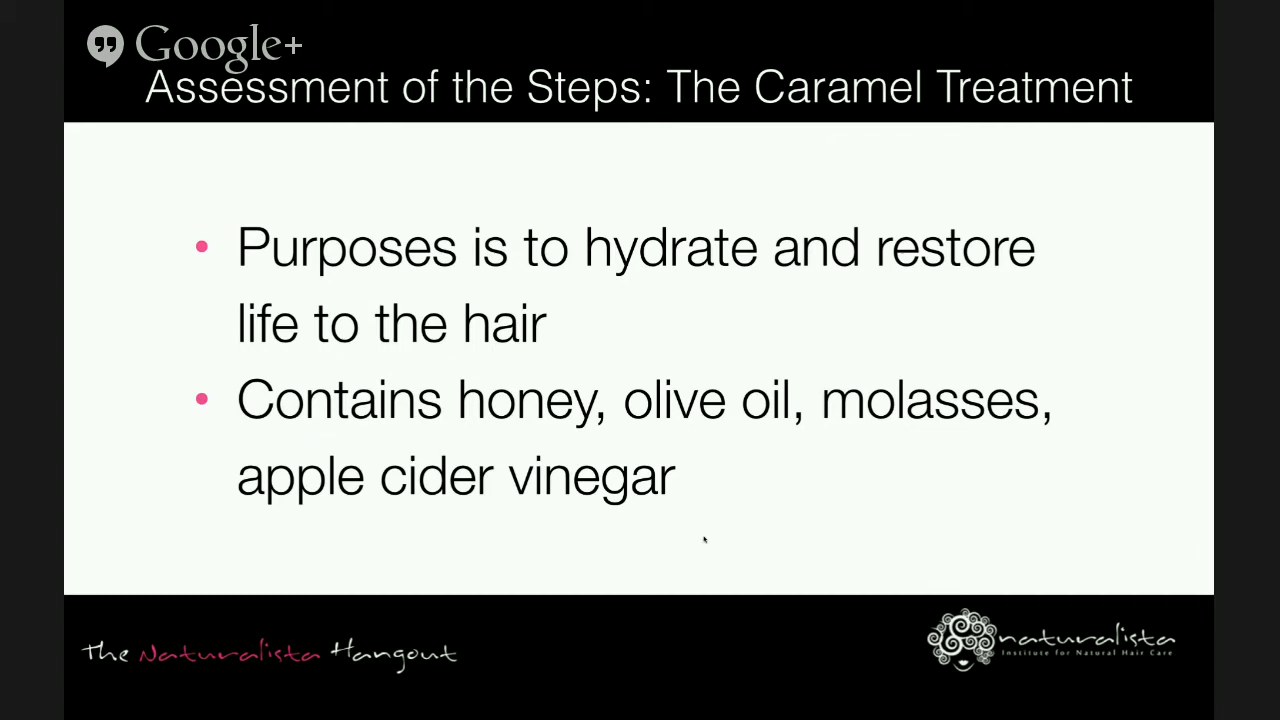 Google+
Assessment of the Steps: The Caramel Treatment
• Purposes is to hydrate and restore
life to the hair
• Contains honey, olive oil, molasses,
apple cider vinegar
The Naturalista Hangout
naturalista
Institute for Natural Hair Care